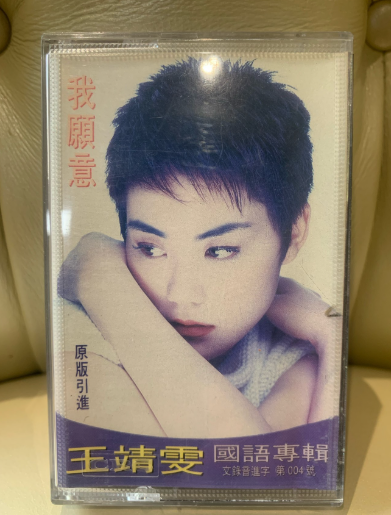 我願意
原版引進
王靖雯
國語專輯
文錄音進字 第004號